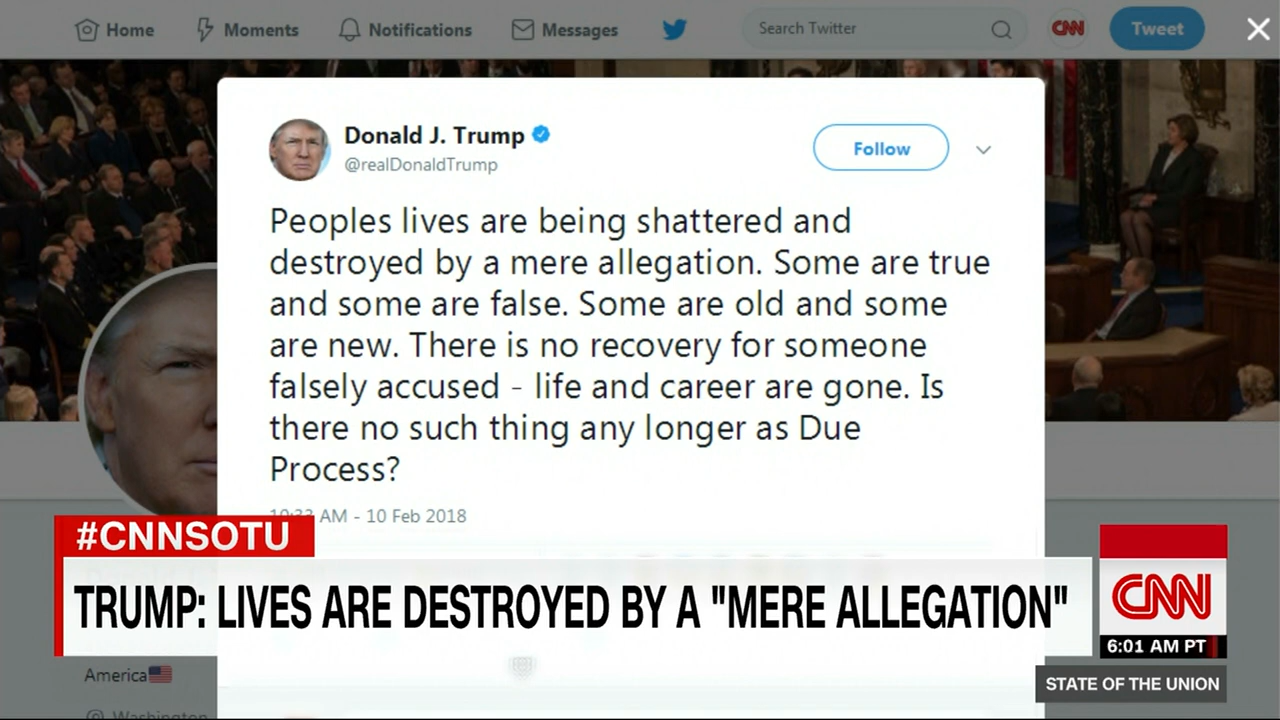 Home Moments Notifications Messages Search Twitter CNN Tweet
Donald J. Trump
@realDonaldTrump
Follow
Peoples lives are being shattered and
destroyed by a mere allegation. Some are true
and some are false. Some are old and some
are new. There is no recovery for someone
falsely accused - life and career are gone. Is
there no such thing any longer as Due
Process?
10:33 AM - 10 Feb 2018
#CNNSOTU
TRUMP: LIVES ARE DESTROYED BY A "MERE ALLEGATION"
CNN
6:01 AM PT
STATE OF THE UNION
America
Washington